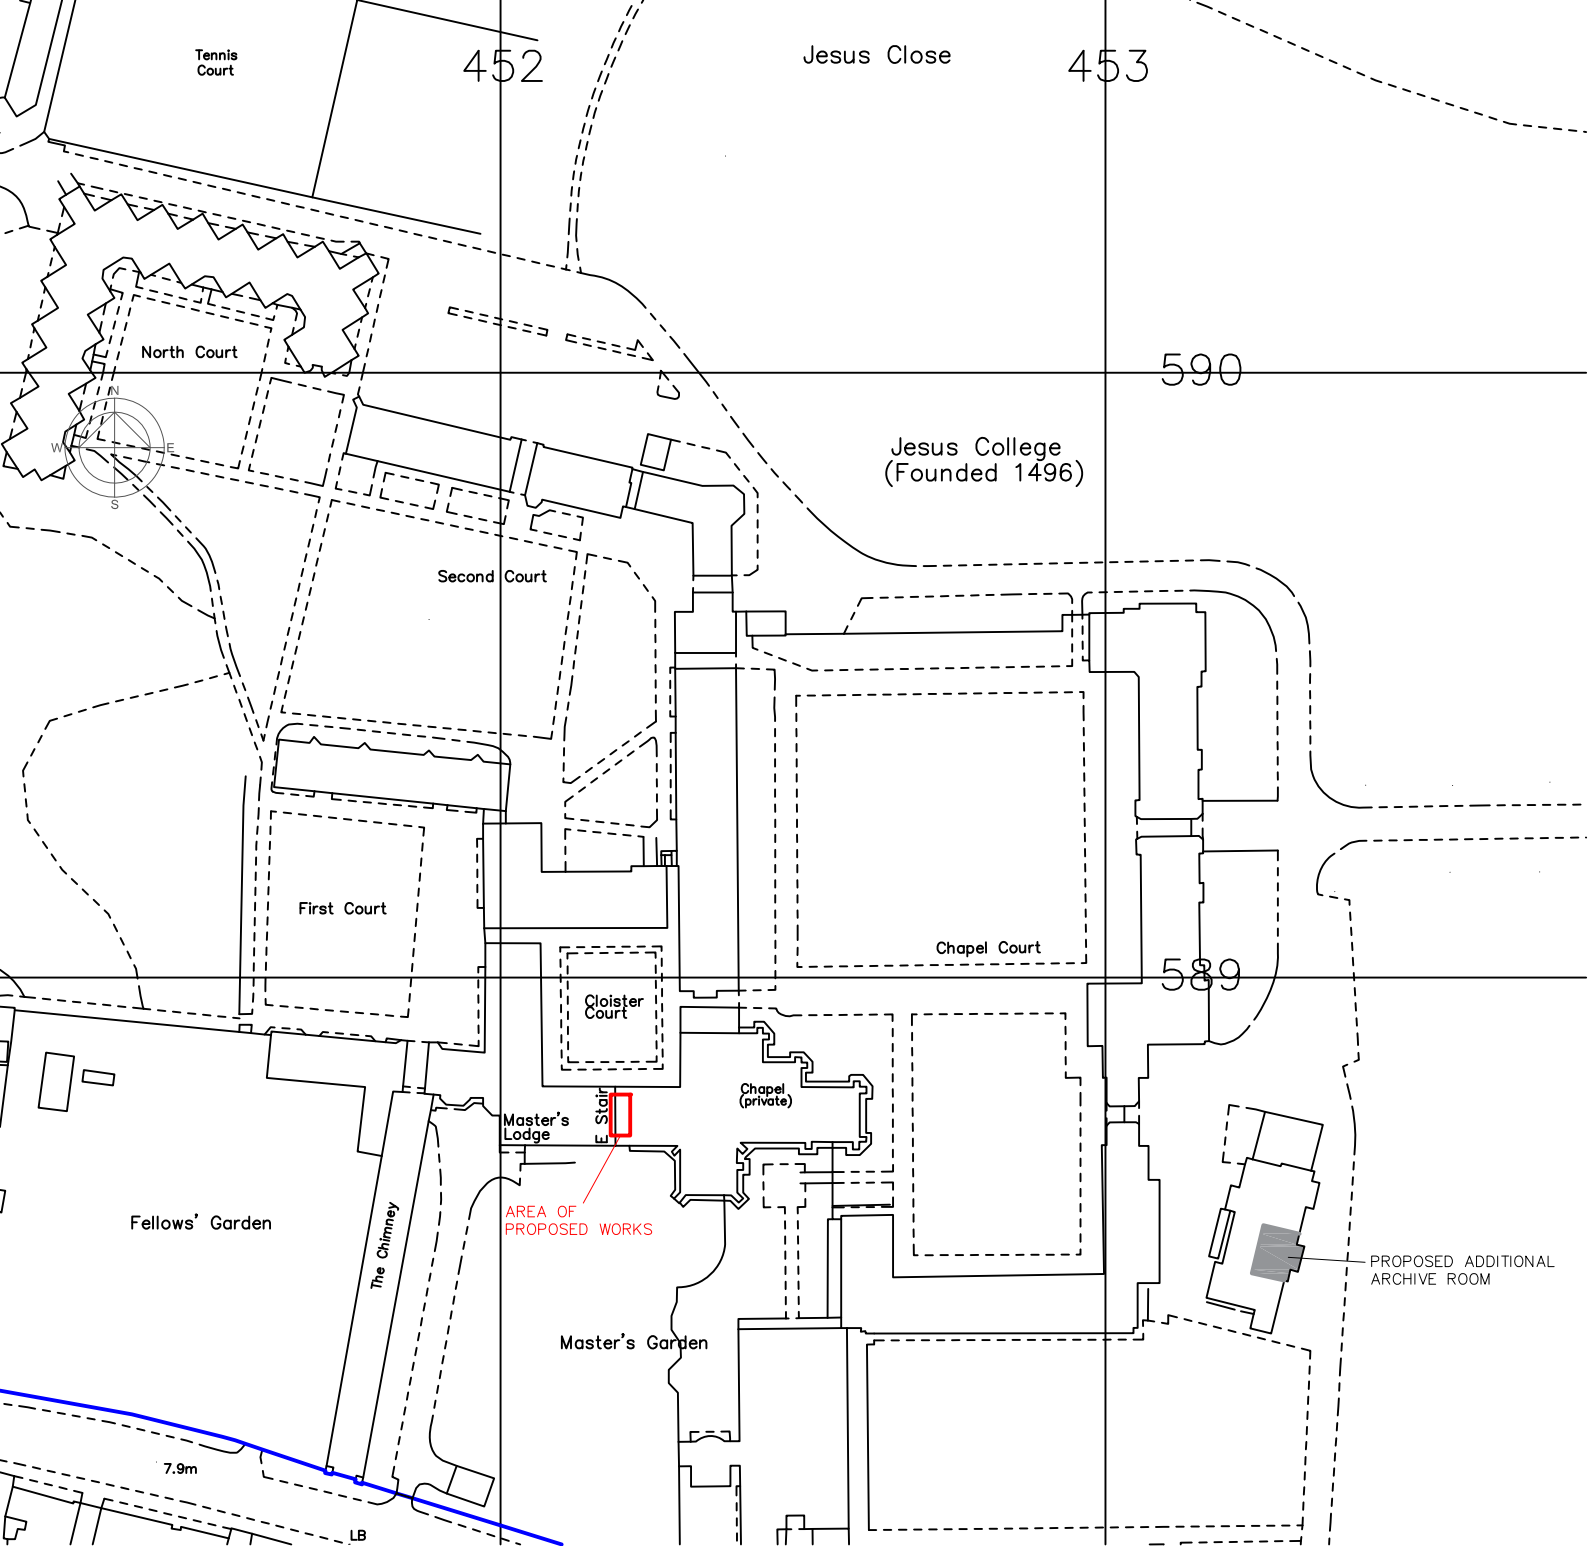 Tennis
Court
452
Jesus Close
453
North Court
590
N
W
E
S
Jesus College
(Founded 1496)
Second Court
First Court
Chapel Court
589
Cloister
Court
Chapel
(private)
E Stair
Master's
Lodge
AREA OF
PROPOSED WORKS
Fellows' Garden
The Chimney
PROPOSED ADDITIONAL
ARCHIVE ROOM
Master's Garden
7.9m
LB